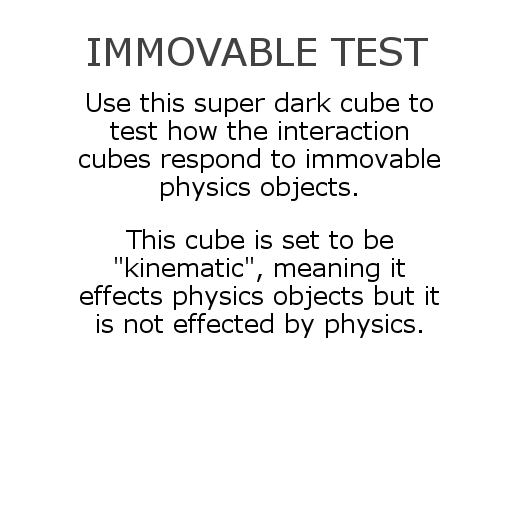 IMMOVABLE TEST
Use this super dark cube to
test how the interaction
cubes respond to immovable
physics objects.
This cube is set to be
"kinematic", meaning it
effects physics objects but it
is not effected by physics.